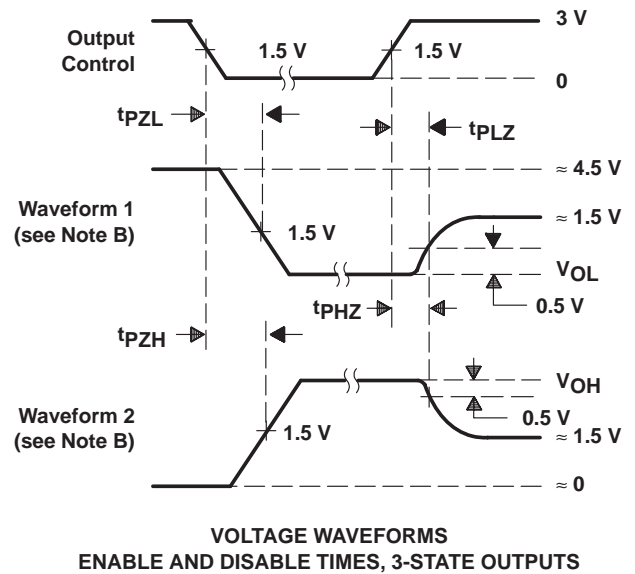 Output
Control
3 V
1.5 V
1.5 V
0
tPZL
tPLZ
≈ 4.5 V
Waveform 1
(see Note B)
1.5 V
≈ 1.5 V
VOL
0.5 V
tPHZ
tPZH
VOH
0.5 V
Waveform 2
(see Note B)
1.5 V
≈ 1.5 V
≈ 0
VOLTAGE WAVEFORMS
ENABLE AND DISABLE TIMES, 3-STATE OUTPUTS